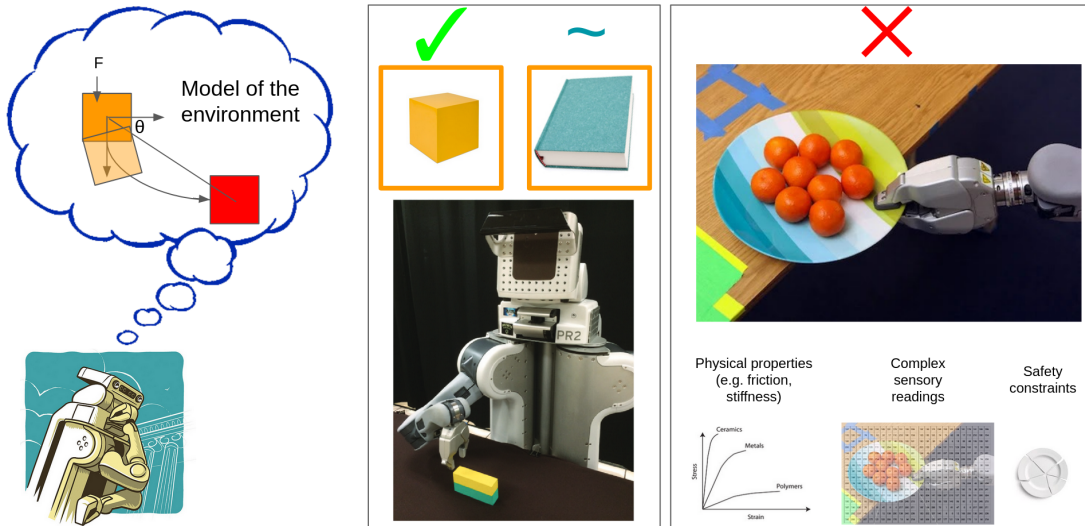 F
Model of the
environment
θ
~
PR2
Physical properties
(e.g. friction,
stiffness)
Complex
sensory
readings
Safety
constraints
Ceramics
Metals
Polymers
Stress
Strain